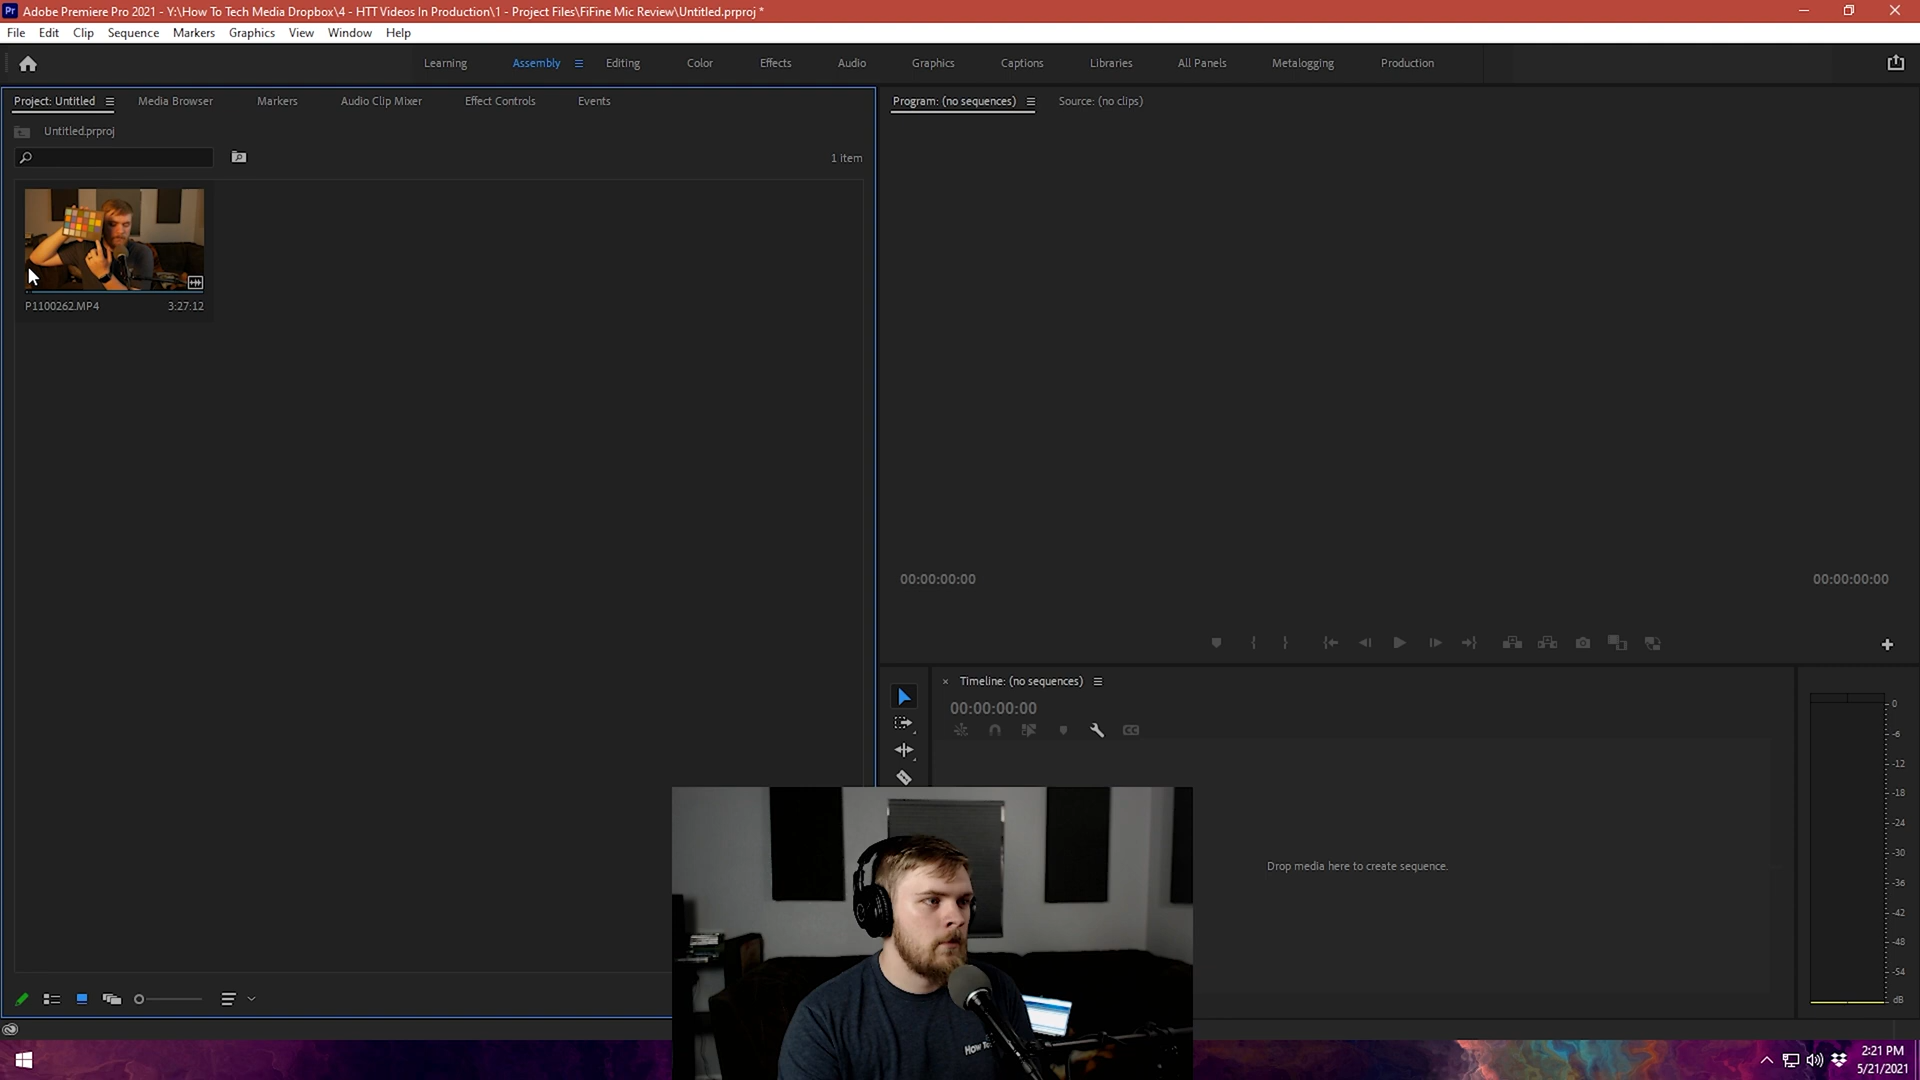 Adobe Premiere Pro 2021 - Y:\How To Tech Media Dropbox\4 - HTT Videos In Production\1 - Project Files\FiFine Mic Review\Untitled.prproj *
File Edit Clip Sequence Markers Graphics View Window Help
Learning Assembly Editing Color Effects Audio Graphics Captions Libraries All Panels Metalogging Production
Project: Untitled Media Browser Markers Audio Clip Mixer Effect Controls Events
Program: (no sequences) Source: (no clips)
Untitled.prproj
1 Item
P1100262.MP4 3:27:12
00:00:00:00 00:00:00:00
× Timeline: (no sequences)
00:00:00:00
CC
Drop media here to create sequence.
0
-6
-12
-18
-24
-30
-36
-42
-48
-54
dB
How To
2:21 PM
5/21/2021